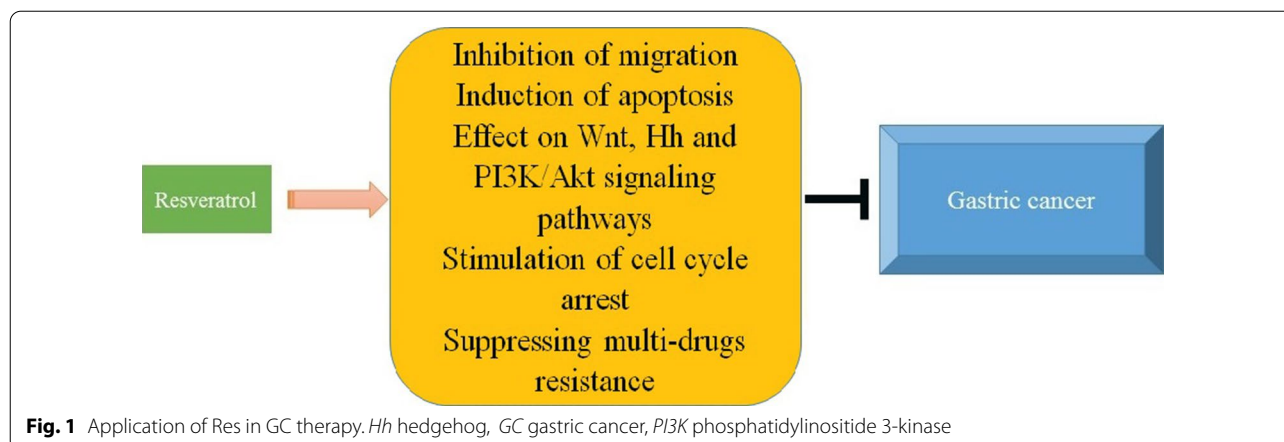 Resveratrol
Inhibition of migration
Induction of apoptosis
Effect on Wnt, Hh and
PI3K/Akt signaling
pathways
Stimulation of cell cycle
arrest
Suppressing multi-drugs
resistance
Gastric cancer
Fig. 1 Application of Res in GC therapy. Hh hedgehog, GC gastric cancer, PI3K phosphatidylinositide 3-kinase